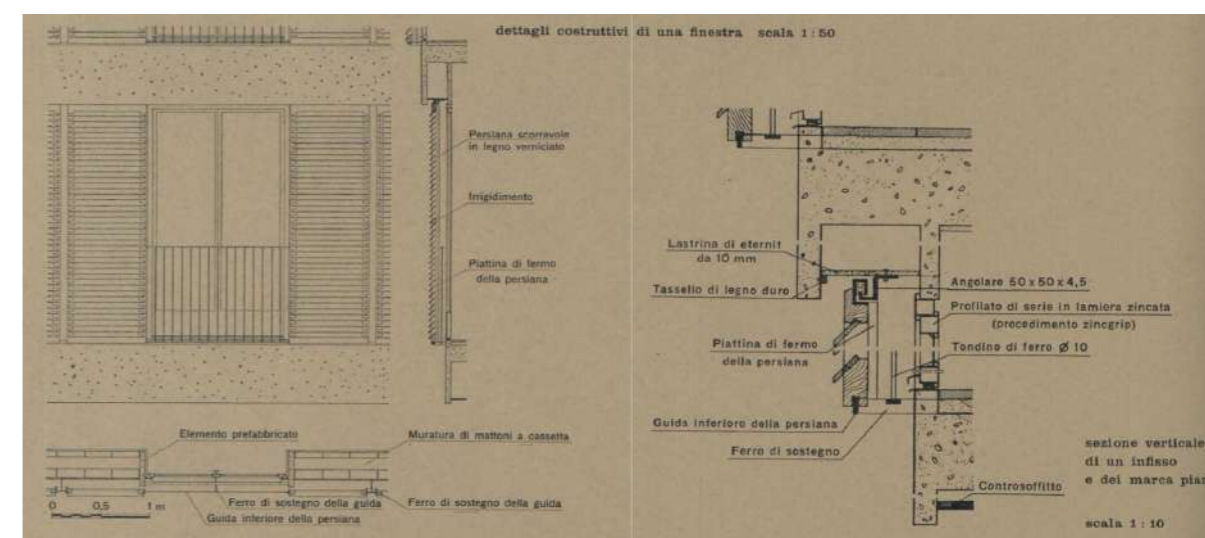 dettagli costruttivi di una finestra scala 1:50
Persiana scorrevole
in legno verniciato
Irrigidimento
Piattina di fermo
della persiana
Elemento prefabbricato
Muratura di mattoni a cassetta
Ferro di sostegno della guida
Ferro di sostegno della guida
Guida inferiore della persiana
0 0,5 1 m
Lastrina di eternit
da 10 mm
Tassello di legno duro
Angolare 50x50x4,5
Profilato di serie in lamiera zincata
(procedimento zincgrip)
Piattina di fermo
della persiana
Tondino di ferro Ø 10
Guida inferiore della persiana
Ferro di sostegno
Controsoffitto
sezione verticale
di un infisso
e dei marca pia
scala 1:10